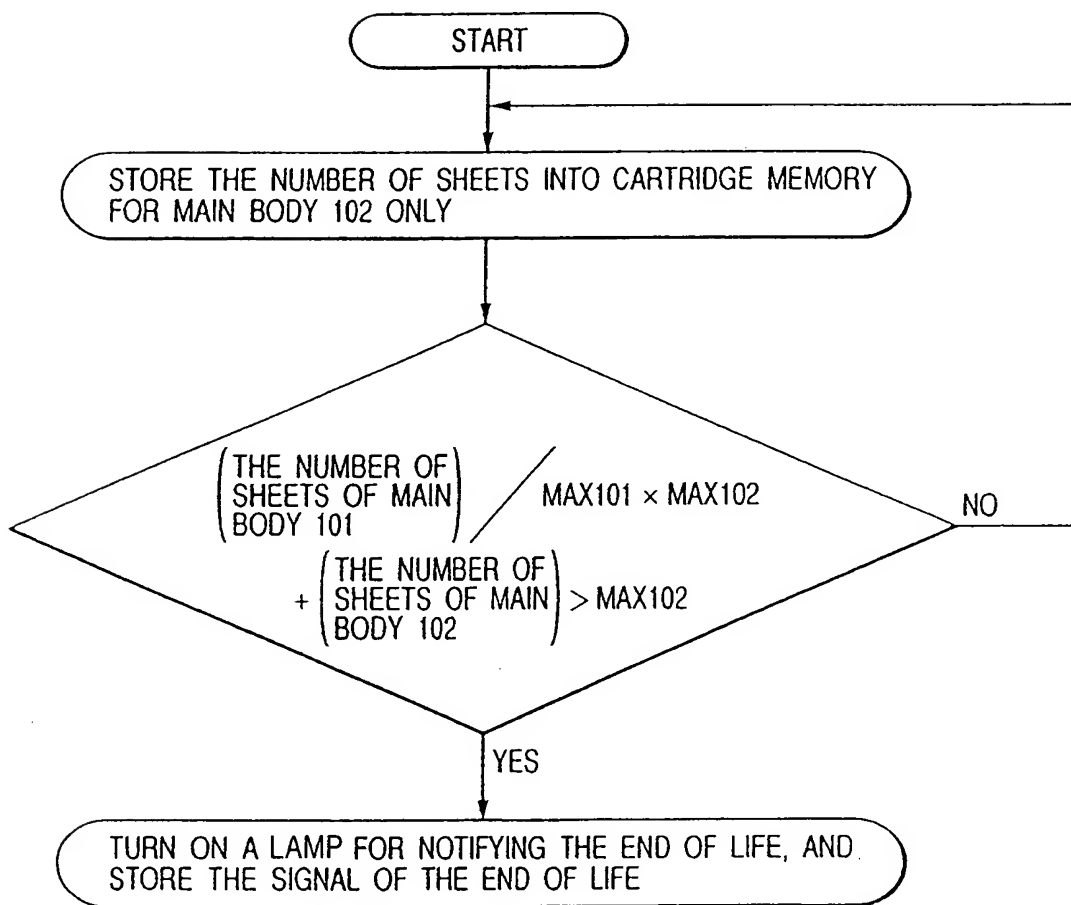 START
STORE THE NUMBER OF SHEETS INTO CARTRIDGE MEMORY
FOR MAIN BODY 102 ONLY
(THE NUMBER OF
SHEETS OF MAIN
BODY 101) / MAX101 × MAX102
+ (THE NUMBER OF
SHEETS OF MAIN
BODY 102) > MAX102
NO
YES
TURN ON A LAMP FOR NOTIFYING THE END OF LIFE, AND
STORE THE SIGNAL OF THE END OF LIFE